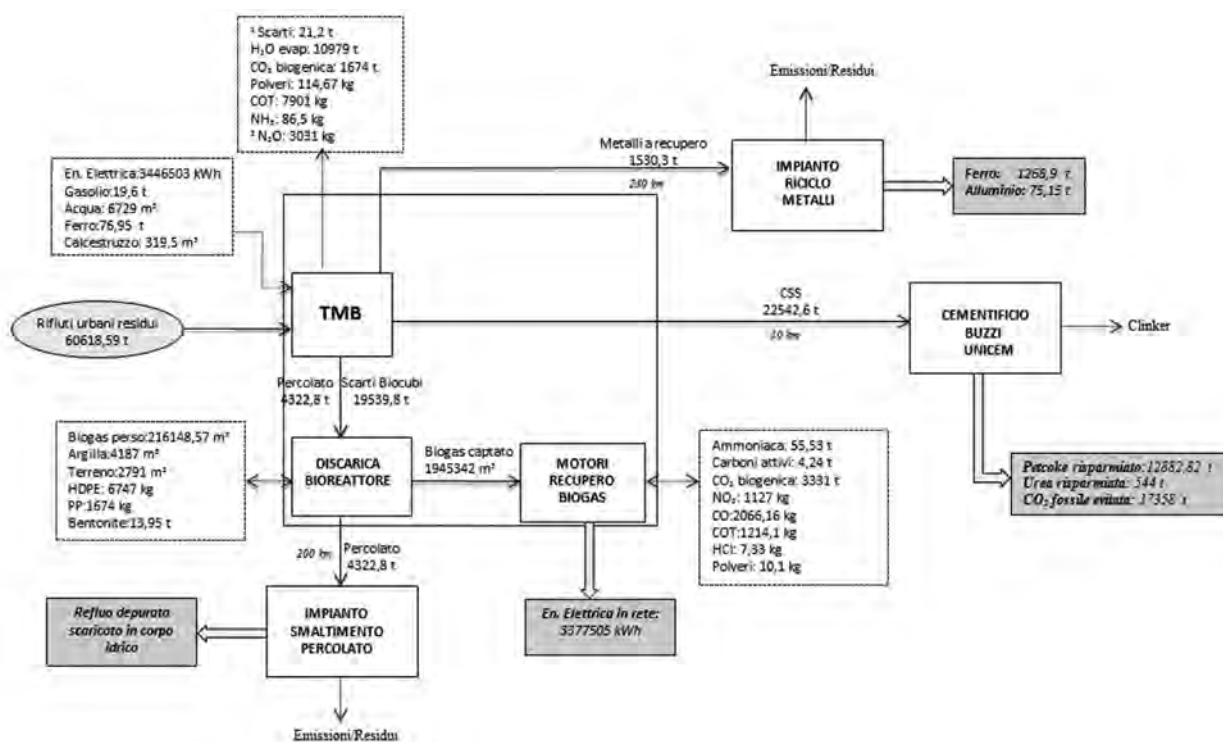 ¹ Scarti: 21,2 t
H₂O evap: 10979 t
CO₂ biogenica: 1674 t
Polveri: 114,67 kg
COT: 7901 kg
NH₃: 86,5 kg
² N₂O: 3031 kg
Emissioni/Residui
En. Elettrica:3446503 kWh
Gasolio:19,6 t
Acqua: 6729 m³
Ferro:76,95 t
Calcestruzzo: 319,5 m³
Metalli a recupero
1530,3 t
IMPIANTO
RICICLO
METALLI
Ferro: 1268,9 t
Alluminio: 75,15 t
Rifiuti urbani residui
60618,59 t
TMB
CSS
22542,6 t
CEMENTIFICIO
BUZZI
UNICEM
Clinker
Percolato
4322,8 t
Scarti Biocubi
19539,8 t
Biogas perso:216148,57 m³
Argilla:4187 m³
Terreno:2791 m³
HDPE: 6747 kg
PP:1674 kg
Bentonite:13,95 t
DISCARICA
BIOREATTORE
Biogas captato
1945342 m³
MOTORI
RECUPERO
BIOGAS
Ammoniaca: 55,53 t
Carboni attivi: 4,24 t
CO₂ biogenica: 3331 t
NO₂: 1127 kg
CO:2066,16 kg
COT:1214,1 kg
HCl: 7,33 kg
Polveri: 10,1 kg
Petcoke risparmiato:12882,82 t
Urea risparmiata: 544 t
CO₂ fossile evitata: 17358 t
200 km
Percolato
4322,8 t
Refluo depurato
scaricato in corpo
idrico
IMPIANTO
SMALTIMENTO
PERCOLATO
En. Elettrica in rete:
3377505 kWh
Emissioni/Residui